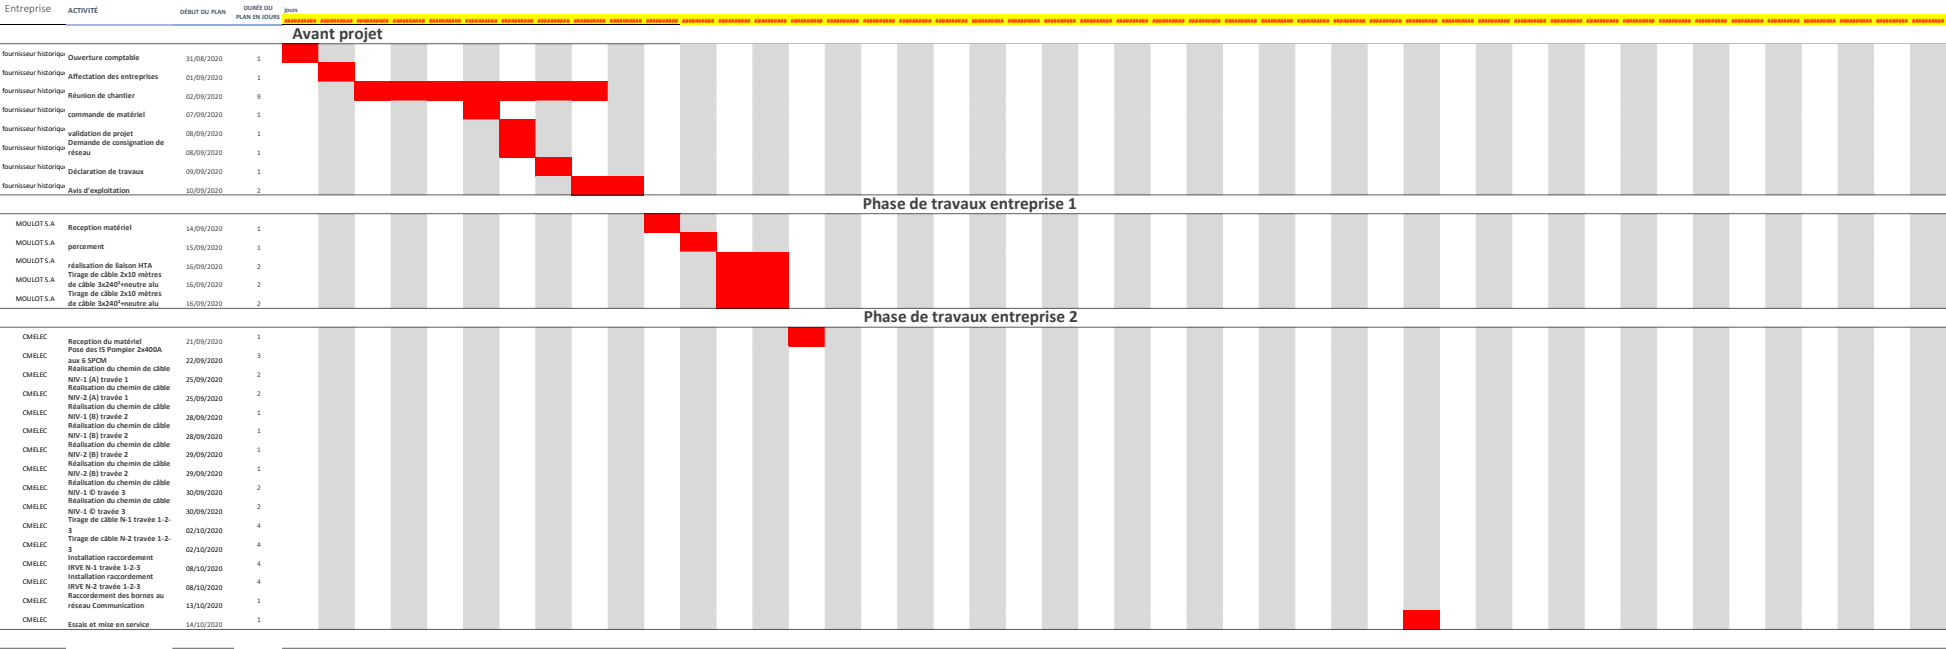 Entreprise ACTIVITÉ DÉBUT DU PLAN DURÉE DU PLAN EN JOURS jours
Avant projet
fournisseur historiqu Ouverture comptable 31/08/2020 1
fournisseur historiqu Affectation des entreprises 01/09/2020 1
fournisseur historiqu Réunion de chantier 02/09/2020 9
fournisseur historiqu commande de matériel 07/09/2020 1
fournisseur historiqu validation de projet 08/09/2020 1
fournisseur historiqu Demande de consignation de réseau 08/09/2020 1
fournisseur historiqu Déclaration de travaux 09/09/2020 1
fournisseur historiqu Avis d'exploitation 10/09/2020 2
Phase de travaux entreprise 1
MOULOT S.A Reception matériel 14/09/2020 1
MOULOT S.A percement 15/09/2020 1
MOULOT S.A réalisation de liaison HTA 16/09/2020 2
MOULOT S.A Tirage de câble 2x10 mètres de câble 3x240²+neutre alu 16/09/2020 2
MOULOT S.A Tirage de câble 2x10 mètres de câble 3x240²+neutre alu 16/09/2020 2
Phase de travaux entreprise 2
CMELEC Reception du matériel 21/09/2020 1
CMELEC Pose des IS Pompier 2x400A aux 6 SPCM 22/09/2020 3
CMELEC Réalisation du chemin de câble NIV-1 (A) travée 1 25/09/2020 2
CMELEC Réalisation du chemin de câble NIV-2 (A) travée 1 25/09/2020 2
CMELEC Réalisation du chemin de câble NIV-1 (B) travée 2 28/09/2020 1
CMELEC Réalisation du chemin de câble NIV-1 (B) travée 2 28/09/2020 1
CMELEC Réalisation du chemin de câble NIV-2 (B) travée 2 29/09/2020 1
CMELEC Réalisation du chemin de câble NIV-2 (B) travée 2 29/09/2020 1
CMELEC Réalisation du chemin de câble NIV-1 © travée 3 30/09/2020 2
CMELEC Réalisation du chemin de câble NIV-1 © travée 3 30/09/2020 2
CMELEC Tirage de câble N-1 travée 1-2-3 02/10/2020 4
CMELEC Tirage de câble N-2 travée 1-2-3 02/10/2020 4
CMELEC Installation raccordement IRVE N-1 travée 1-2-3 08/10/2020 4
CMELEC Installation raccordement IRVE N-2 travée 1-2-3 08/10/2020 4
CMELEC Raccordement des bornes au réseau Communication 13/10/2020 1
CMELEC Essais et mise en service 14/10/2020 1